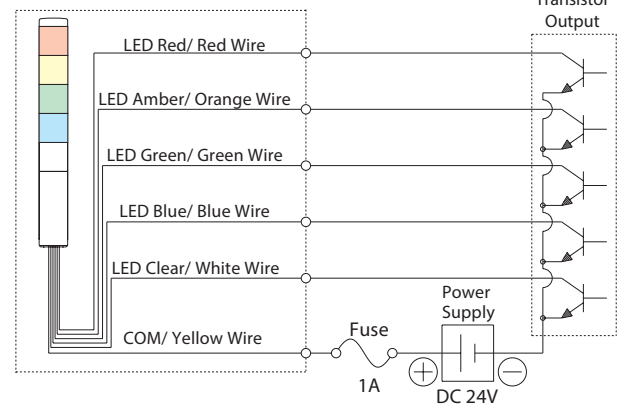 Transistor
Output
LED Red/ Red Wire
LED Amber/ Orange Wire
LED Green/ Green Wire
LED Blue/ Blue Wire
LED Clear/ White Wire
COM/ Yellow Wire
Fuse
1A
Power
Supply
+
−
DC 24V